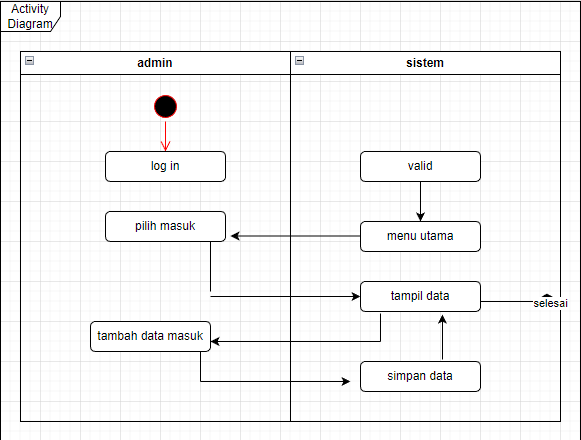 Activity
Diagram
admin
sistem
log in
valid
pilih masuk
menu utama
tampil data
selesai
tambah data masuk
simpan data